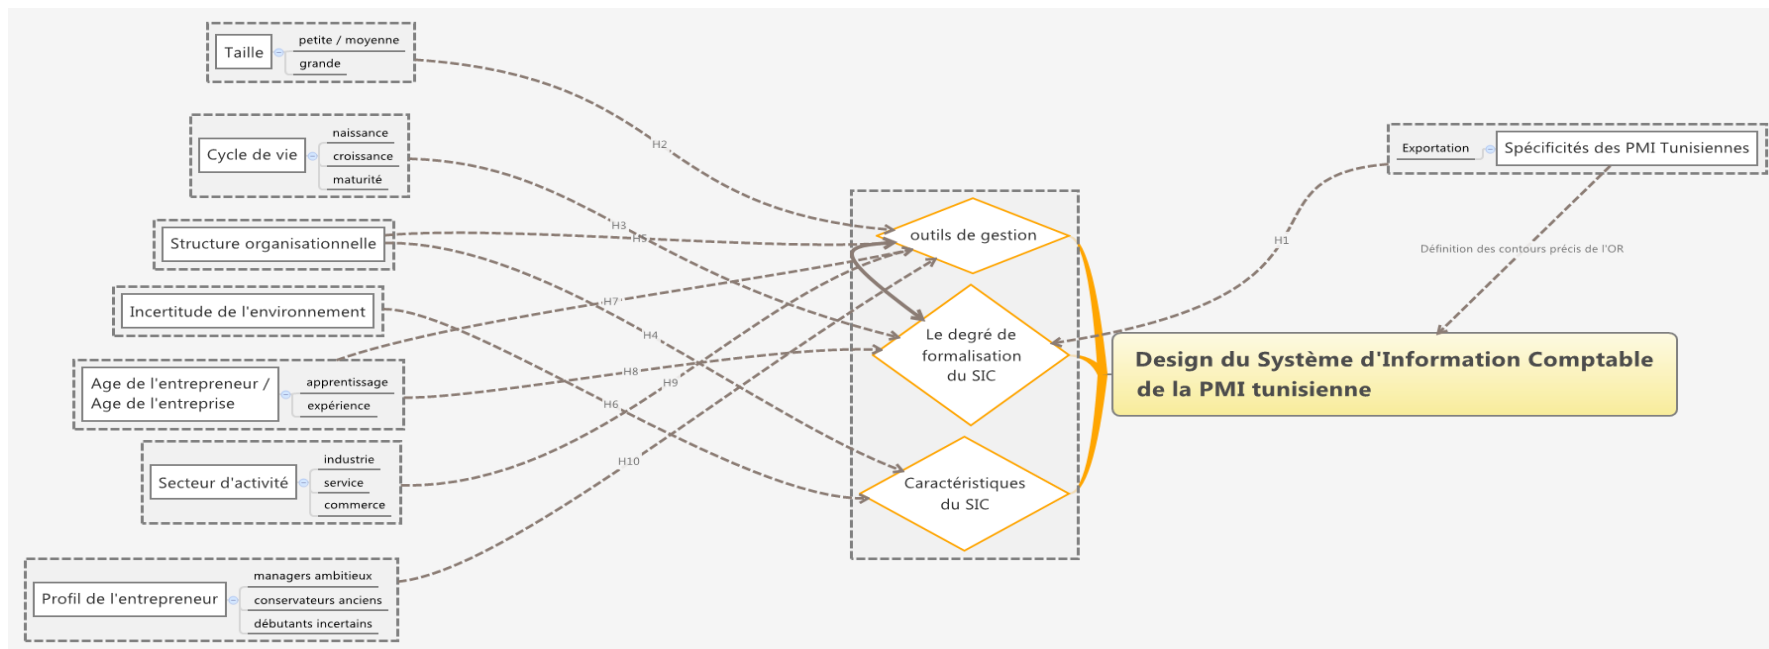 Taille
petite / moyenne
grande
Cycle de vie
naissance
croissance
maturité
Structure organisationnelle
Incertitude de l'environnement
Age de l'entrepreneur /
Age de l'entreprise
apprentissage
expérience
Secteur d'activité
industrie
service
commerce
Profil de l'entrepreneur
managers ambitieux
conservateurs anciens
débutants incertains
H2
H3
H5
H7
H4
H8
H9
H6
H10
outils de gestion
Le degré de
formalisation
du SIC
Caractéristiques
du SIC
Exportation
Spécificités des PMI Tunisiennes
H1
Définition des contours précis de l'OR
Design du Système d'Information Comptable
de la PMI tunisienne